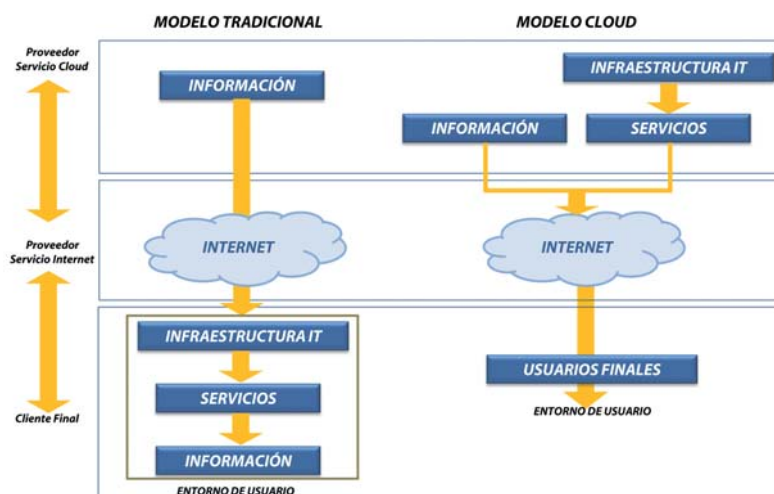 MODELO TRADICIONAL
MODELO CLOUD
Proveedor
Servicio Cloud
INFRAESTRUCTURA IT
INFORMACIÓN
INFORMACIÓN
SERVICIOS
Proveedor
Servicio Internet
INTERNET
INTERNET
INFRAESTRUCTURA IT
USUARIOS FINALES
SERVICIOS
Cliente Final
ENTORNO DE USUARIO
INFORMACIÓN
ENTORNO DE USUARIO